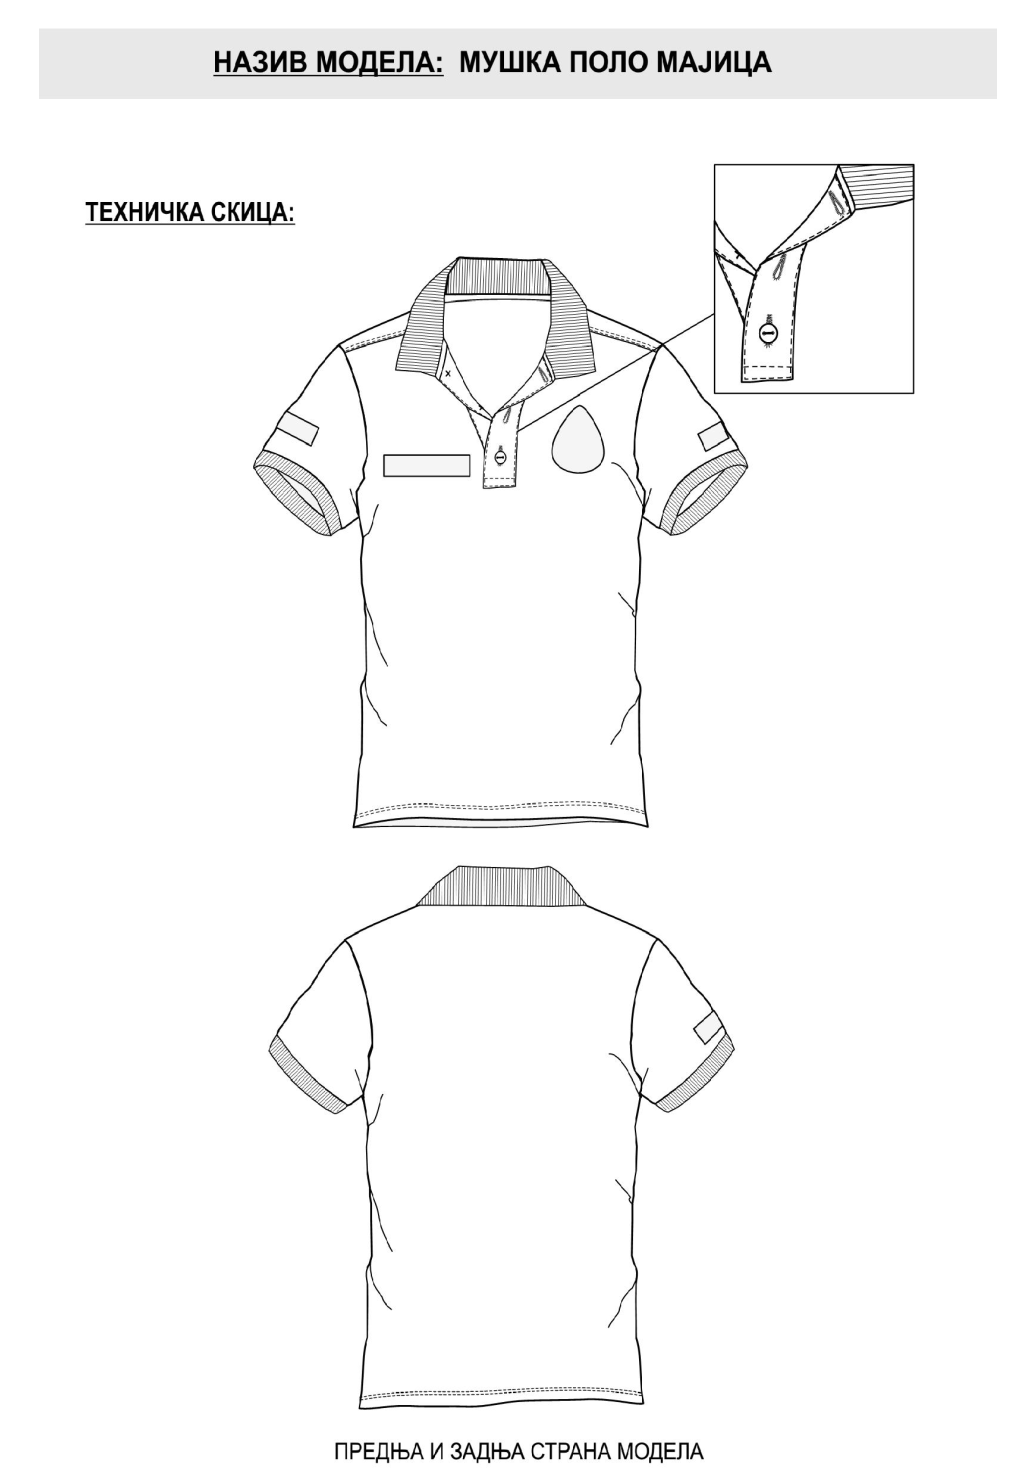 НАЗИВ МОДЕЛА: МУШКА ПОЛО МАЈИЦА
ТЕХНИЧКА СКИЦА:
ПРЕДЊА И ЗАДЊА СТРАНА МОДЕЛА